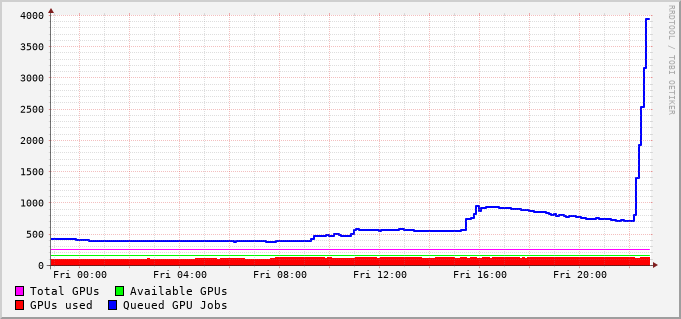 4000
3500
3000
2500
2000
1500
1000
500
0
Fri 00:00 Fri 04:00 Fri 08:00 Fri 12:00 Fri 16:00 Fri 20:00
Total GPUs Available GPUs
GPUs used Queued GPU Jobs
RRDTOOL / TOBI OETIKER